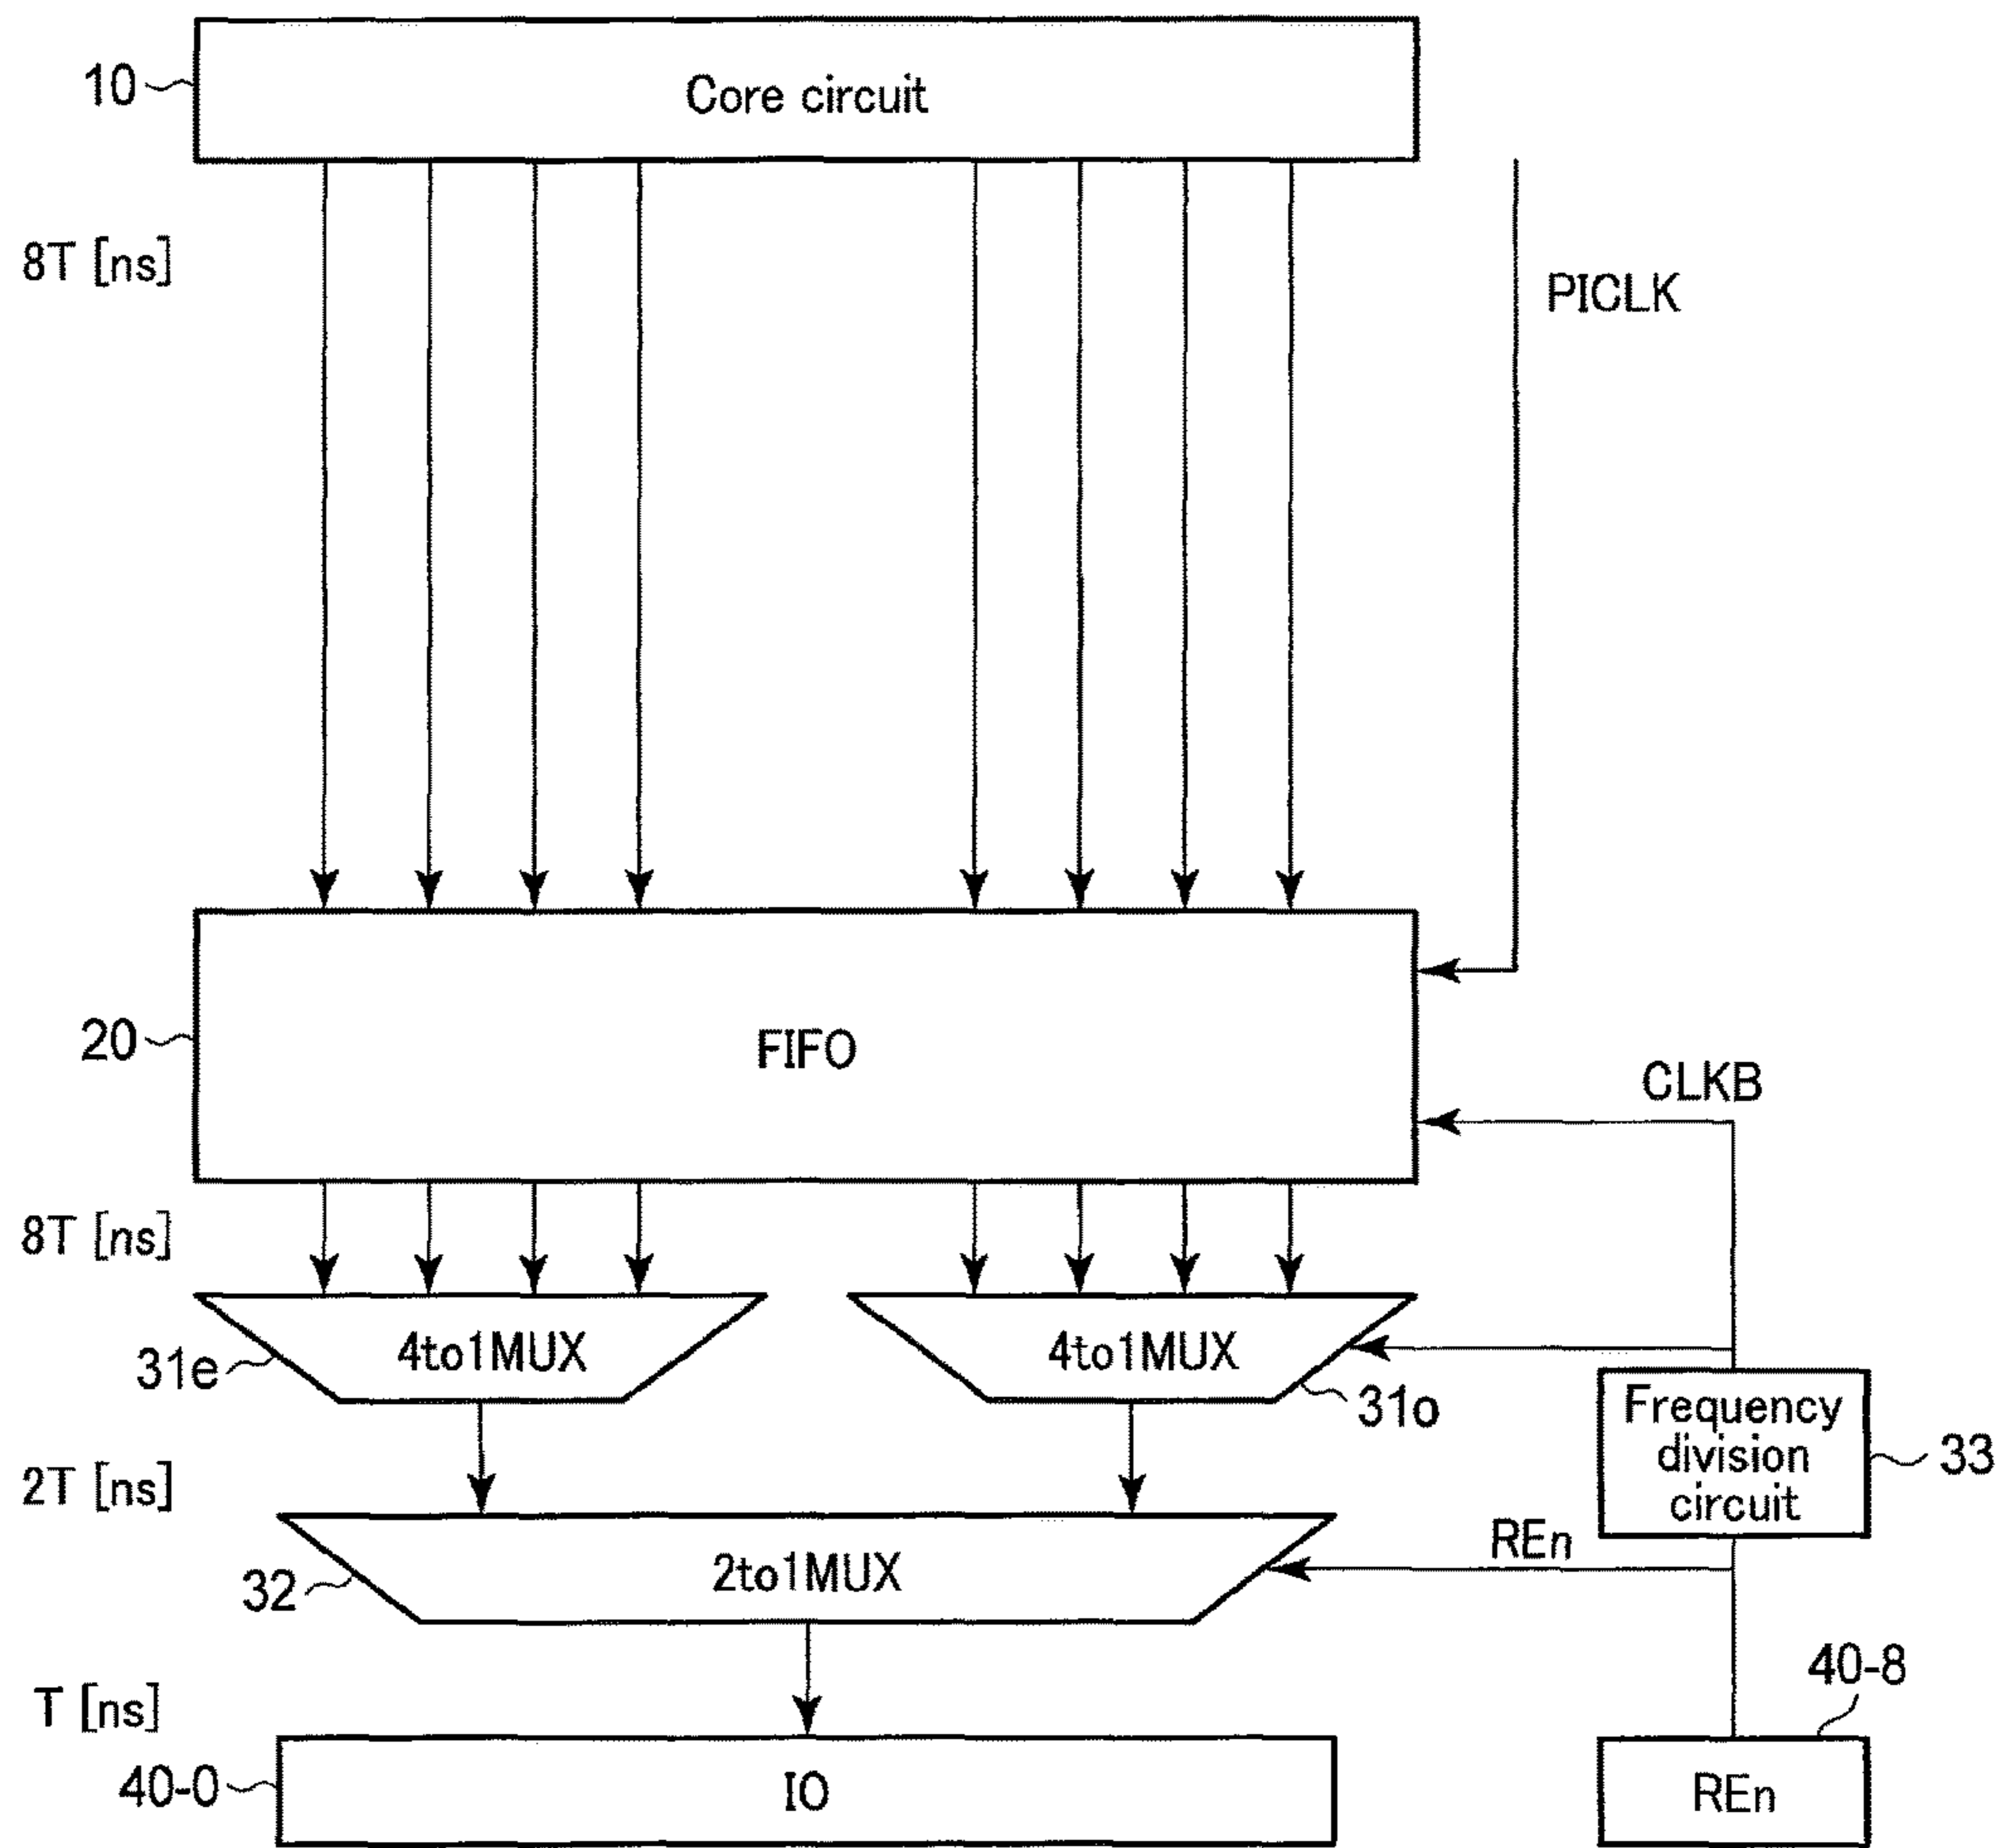 10
Core circuit
8T [ns]
PICLK
20
FIFO
CLKB
8T [ns]
31e
4to1MUX
4to1MUX
31o
Frequency
division
circuit
33
2T [ns]
REn
32
2to1MUX
T [ns]
40-8
40-0
IO
REn